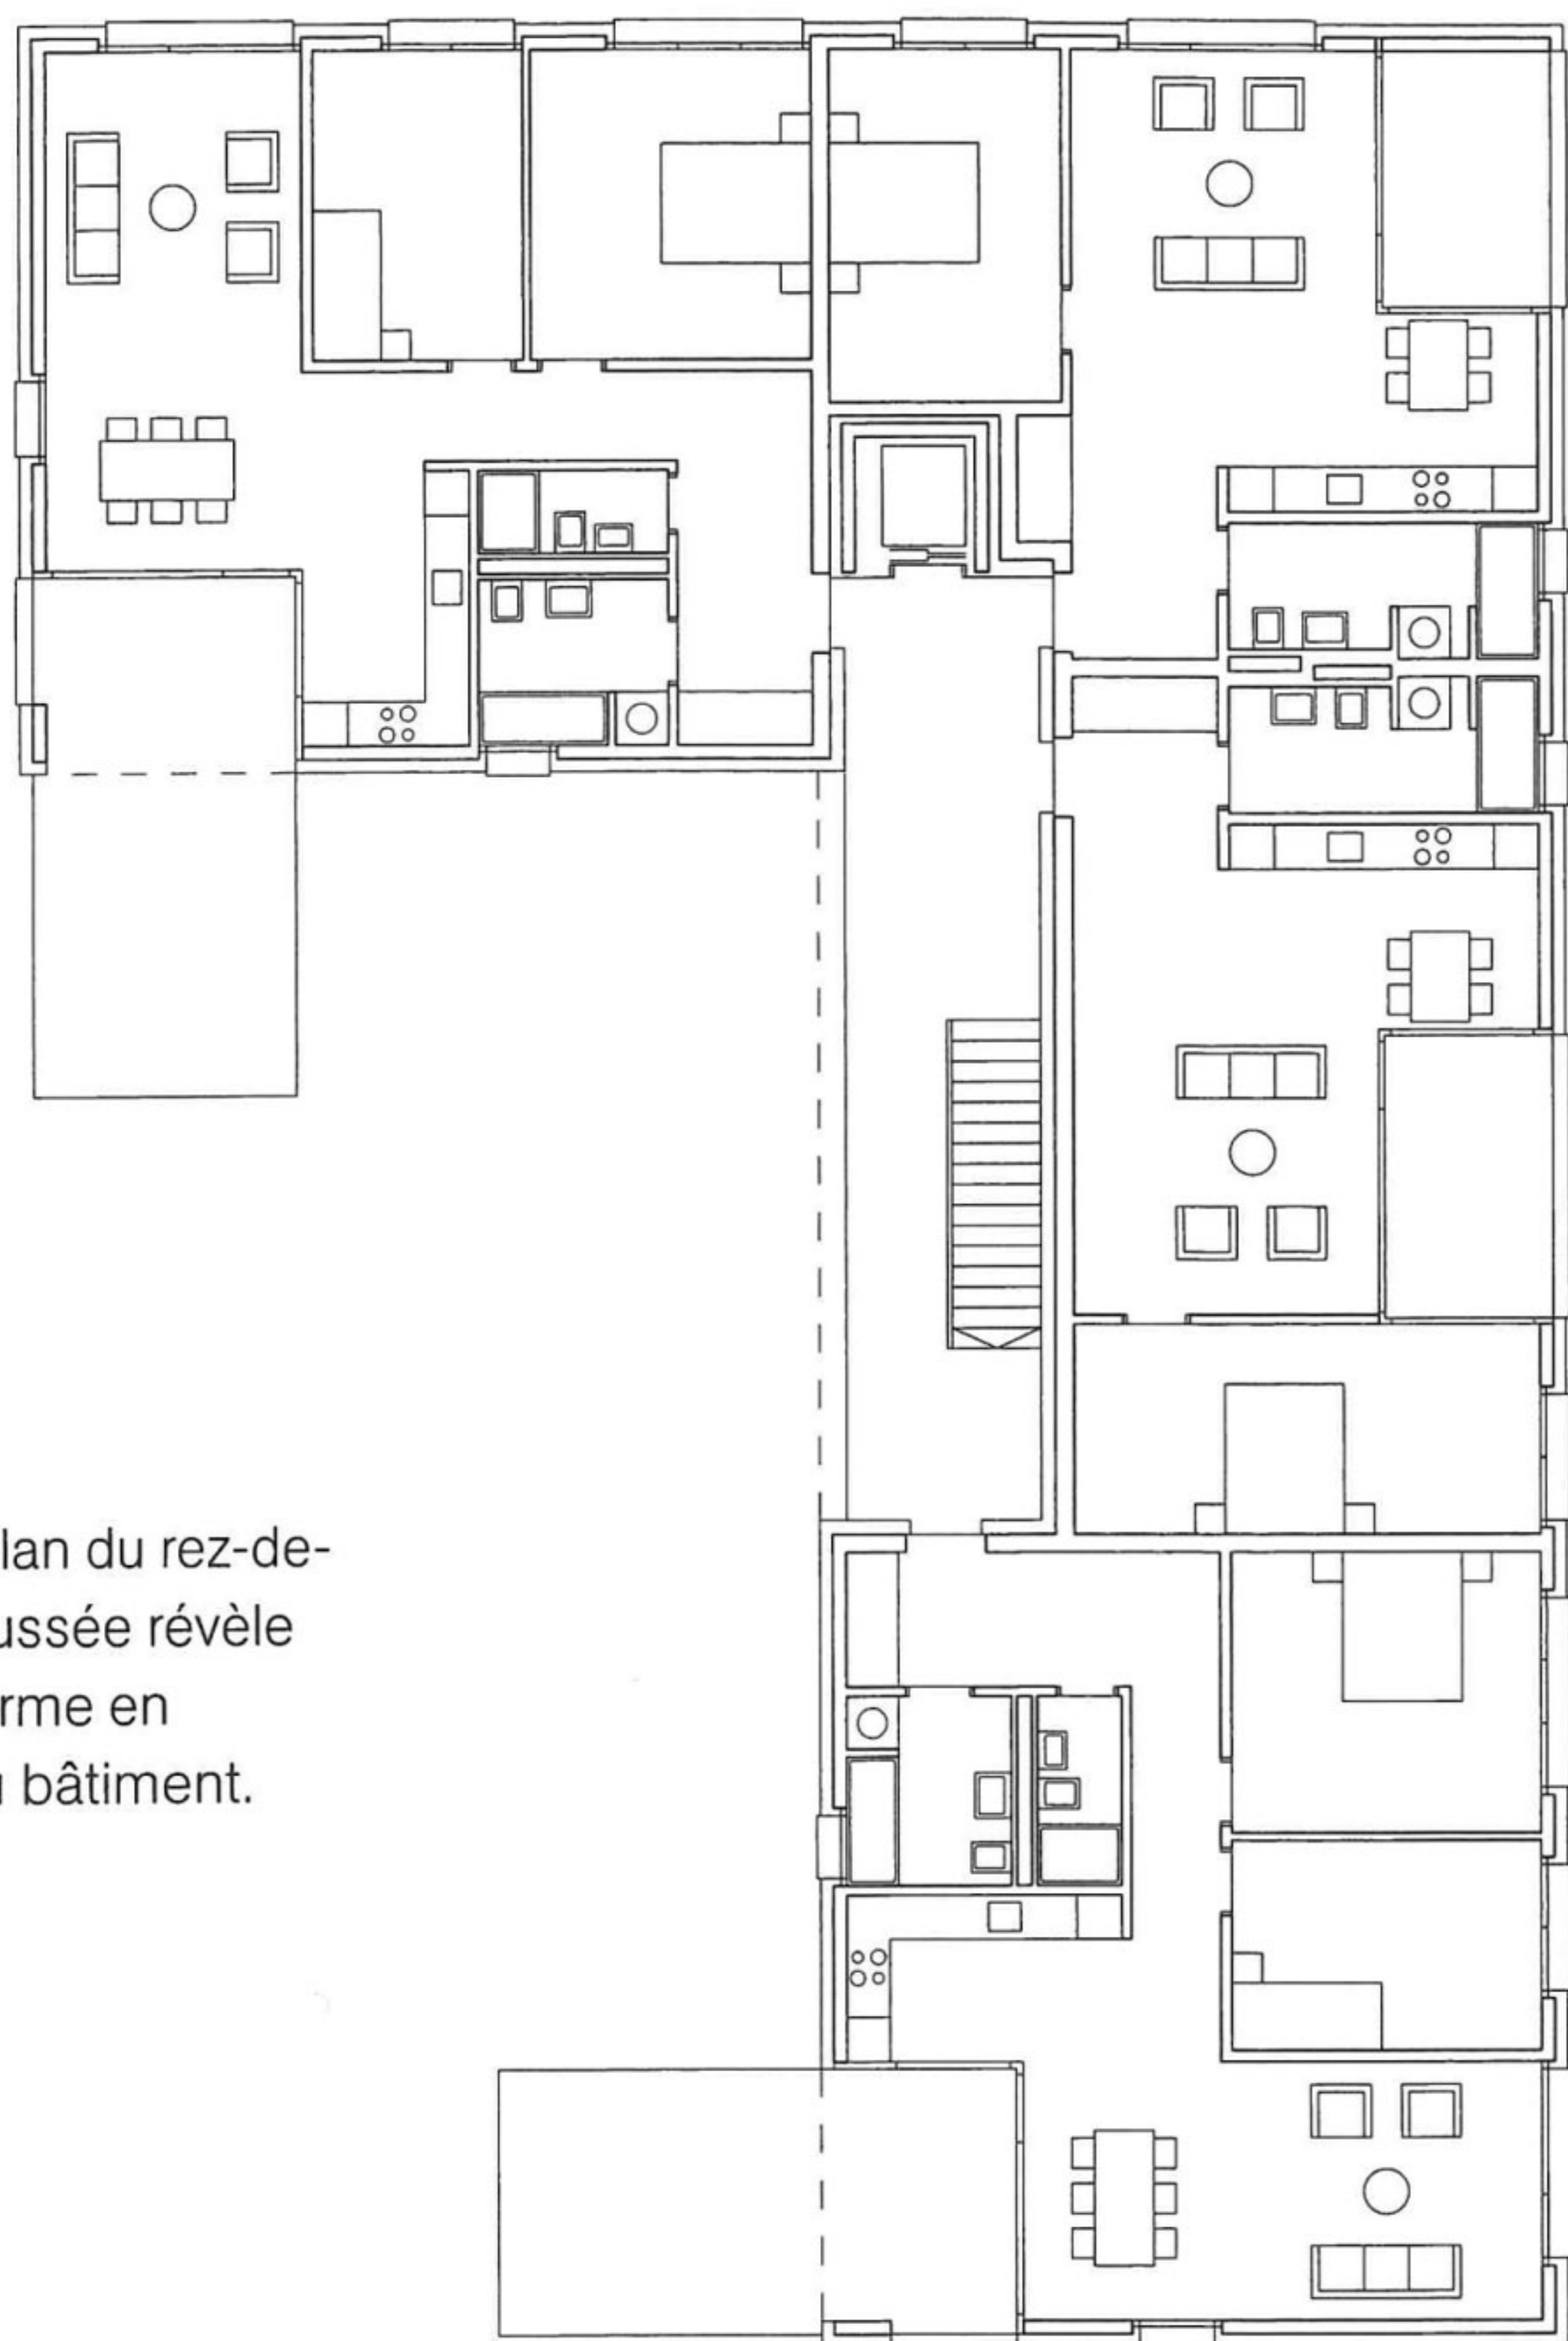 lan du rez-de-
ussée révèle
rme en
bâtiment.